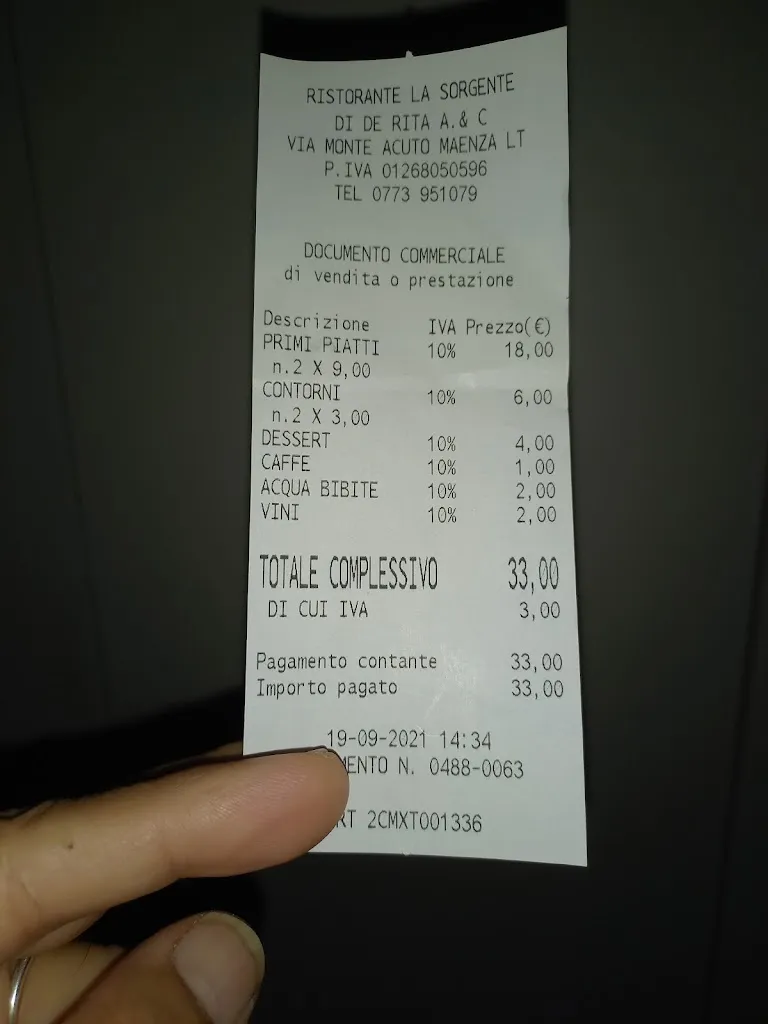 RISTORANTE LA SORGENTE
DI DE RITA A.& C
VIA MONTE ACUTO MAENZA LT
P.IVA 01268050596
TEL 0773 951079
DOCUMENTO COMMERCIALE
di vendita o prestazione
Descrizione IVA Prezzo(€)
PRIMI PIATTI 10% 18,00
n.2 X 9,00
CONTORNI 10% 6,00
n.2 X 3,00
DESSERT 10% 4,00
CAFFE 10% 1,00
ACQUA BIBITE 10% 2,00
VINI 10% 2,00
TOTALE COMPLESSIVO 33,00
DI CUI IVA 3,00
Pagamento contante 33,00
Importo pagato 33,00
19-09-2021 14:34
MENTO N. 0488-0063
RT 2CMXT001336